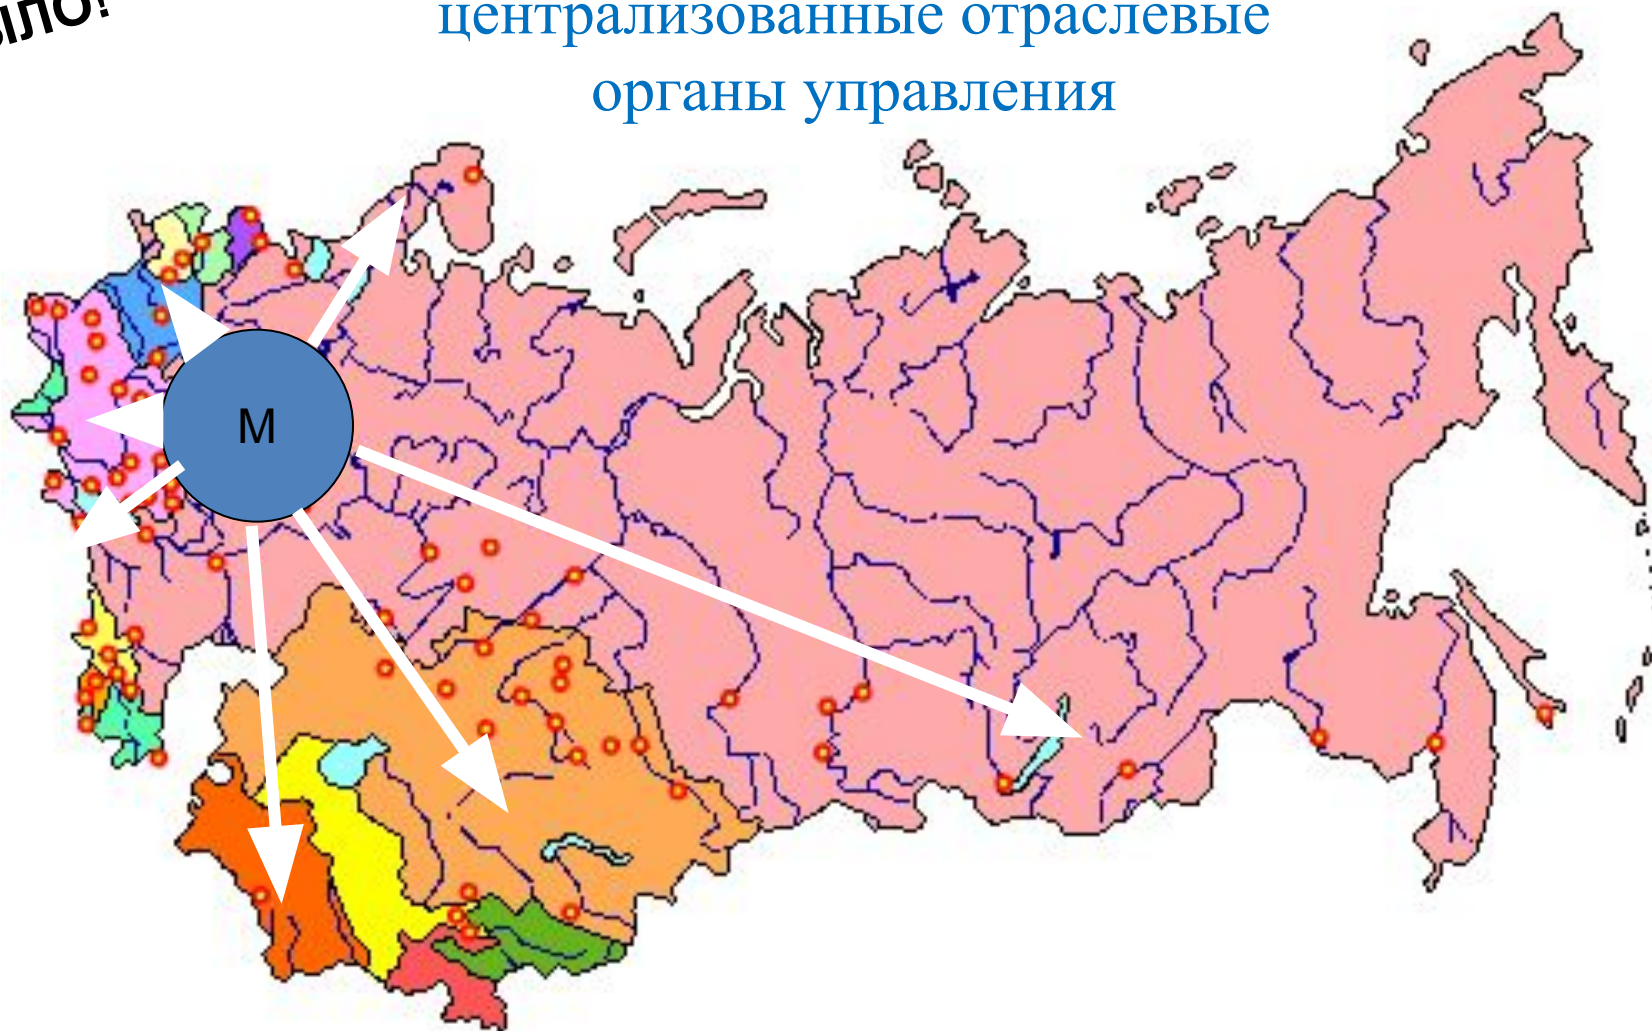 централизованные отраслевые
органы управления
М